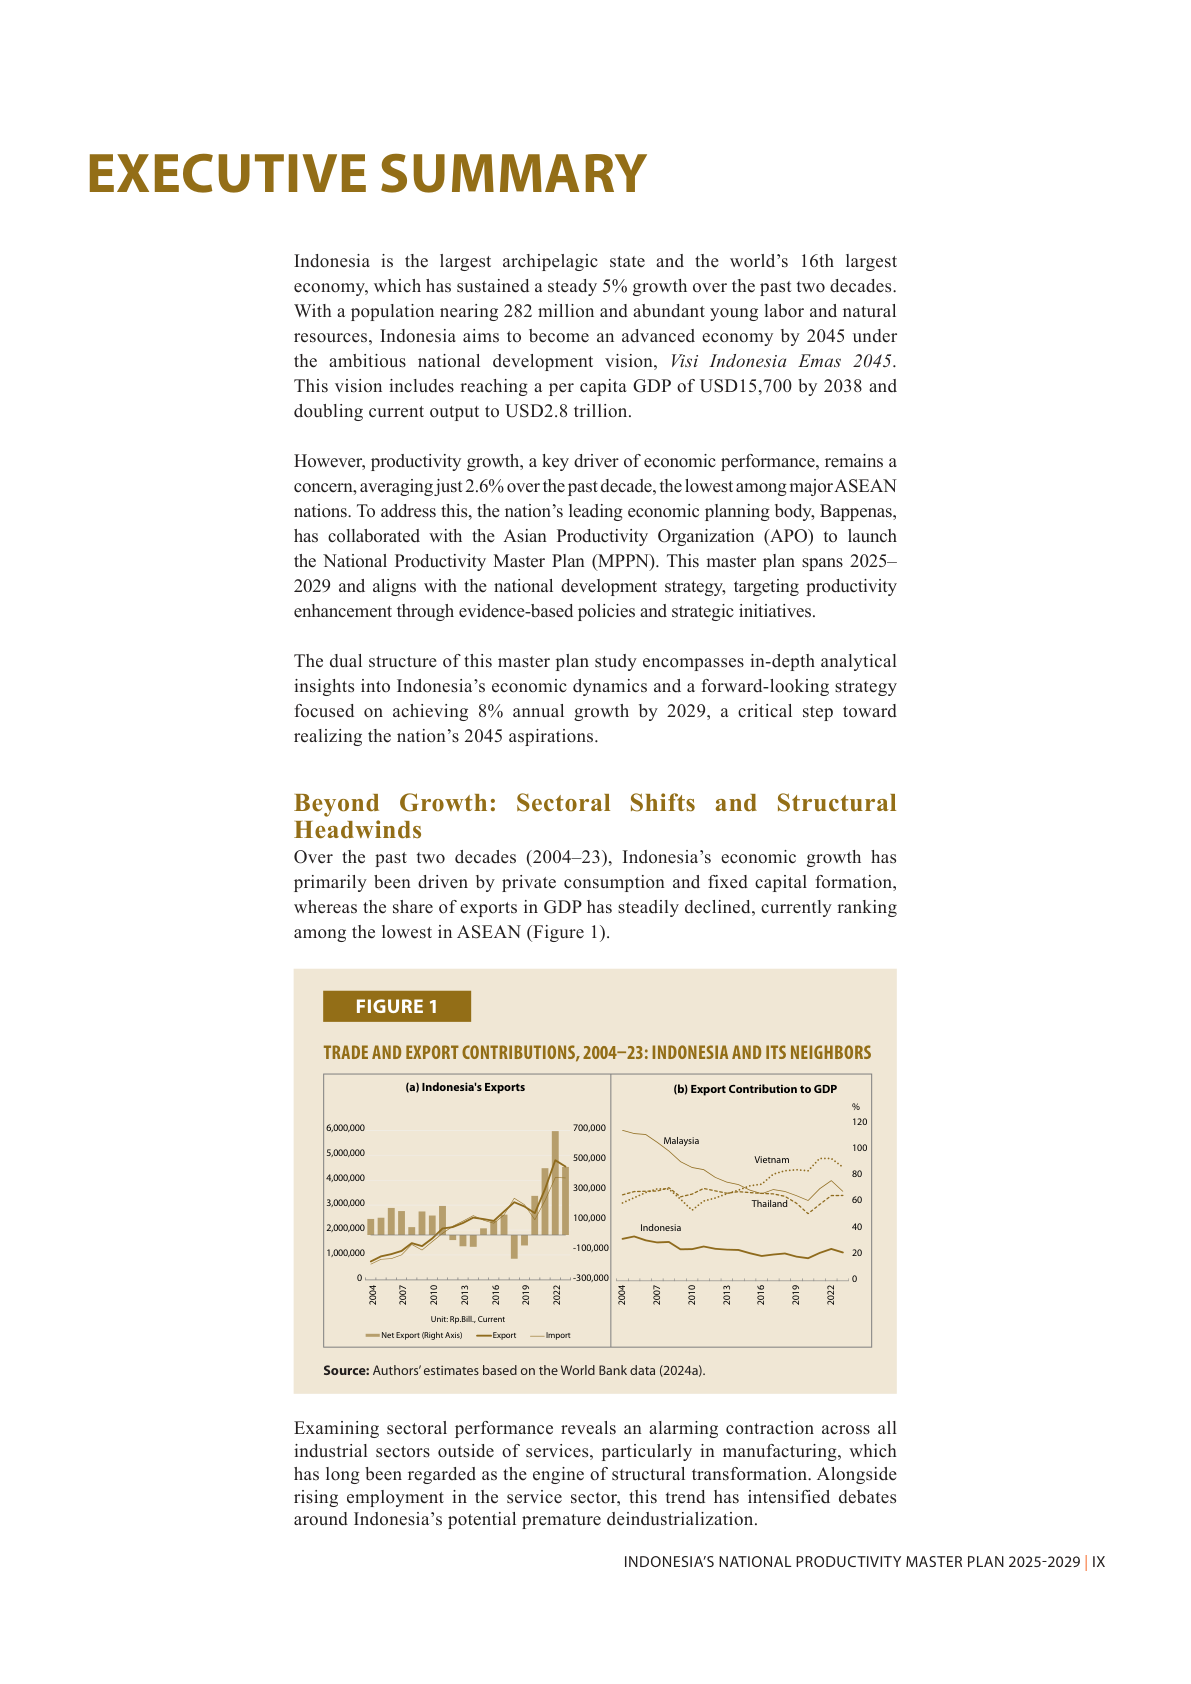 EXECUTIVE SUMMARY
Indonesia is the largest archipelagic state and the world’s 16th largest
economy, which has sustained a steady 5% growth over the past two decades.
With a population nearing 282 million and abundant young labor and natural
resources, Indonesia aims to become an advanced economy by 2045 under
the ambitious national development vision, Visi Indonesia Emas 2045.
This vision includes reaching a per capita GDP of USD15,700 by 2038 and
doubling current output to USD2.8 trillion.
However, productivity growth, a key driver of economic performance, remains a
concern, averaging just 2.6% over the past decade, the lowest among major ASEAN
nations. To address this, the nation’s leading economic planning body, Bappenas,
has collaborated with the Asian Productivity Organization (APO) to launch
the National Productivity Master Plan (MPPN). This master plan spans 2025–
2029 and aligns with the national development strategy, targeting productivity
enhancement through evidence-based policies and strategic initiatives.
The dual structure of this master plan study encompasses in-depth analytical
insights into Indonesia’s economic dynamics and a forward-looking strategy
focused on achieving 8% annual growth by 2029, a critical step toward
realizing the nation’s 2045 aspirations.
Beyond Growth: Sectoral Shifts and Structural
Headwinds
Over the past two decades (2004–23), Indonesia’s economic growth has
primarily been driven by private consumption and fixed capital formation,
whereas the share of exports in GDP has steadily declined, currently ranking
among the lowest in ASEAN (Figure 1).
FIGURE 1
TRADE AND EXPORT CONTRIBUTIONS, 2004–23: INDONESIA AND ITS NEIGHBORS
(a) Indonesia's Exports
6,000,000
5,000,000
4,000,000
3,000,000
2,000,000
1,000,000
0
700,000
500,000
300,000
100,000
-100,000
-300,000
2004
2007
2010
2013
2016
2019
2022
Unit: Rp.Bill., Current
Net Export (Right Axis)
Export
Import
(b) Export Contribution to GDP
%
120
100
80
60
40
20
0
Malaysia
Vietnam
Thailand
Indonesia
2004
2007
2010
2013
2016
2019
2022
Source: Authors’ estimates based on the World Bank data (2024a).
Examining sectoral performance reveals an alarming contraction across all
industrial sectors outside of services, particularly in manufacturing, which
has long been regarded as the engine of structural transformation. Alongside
rising employment in the service sector, this trend has intensified debates
around Indonesia’s potential premature deindustrialization.
INDONESIA’S NATIONAL PRODUCTIVITY MASTER PLAN 2025-2029 | IX